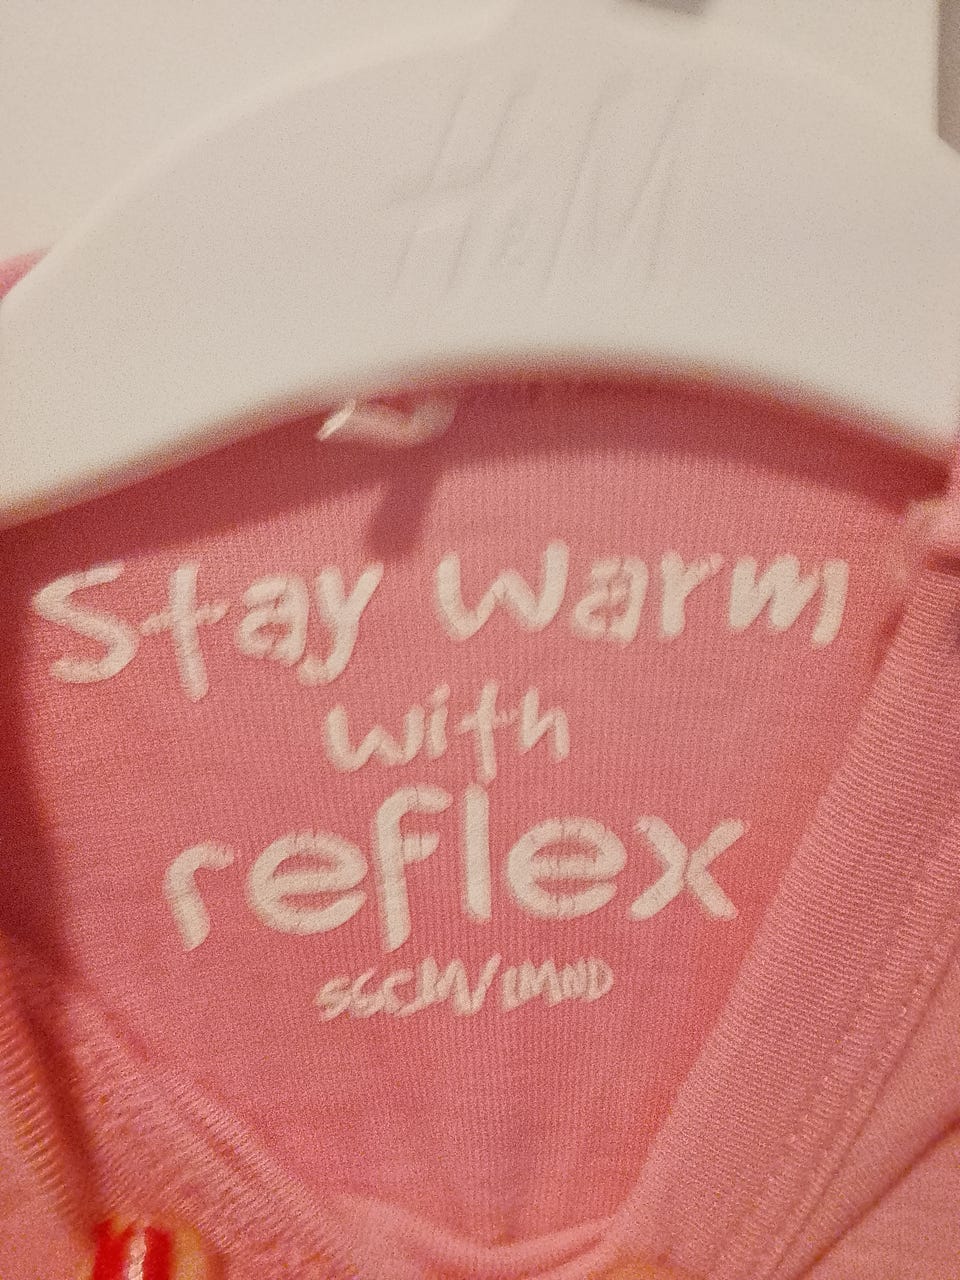 H&M
Stay warm
with
reflex